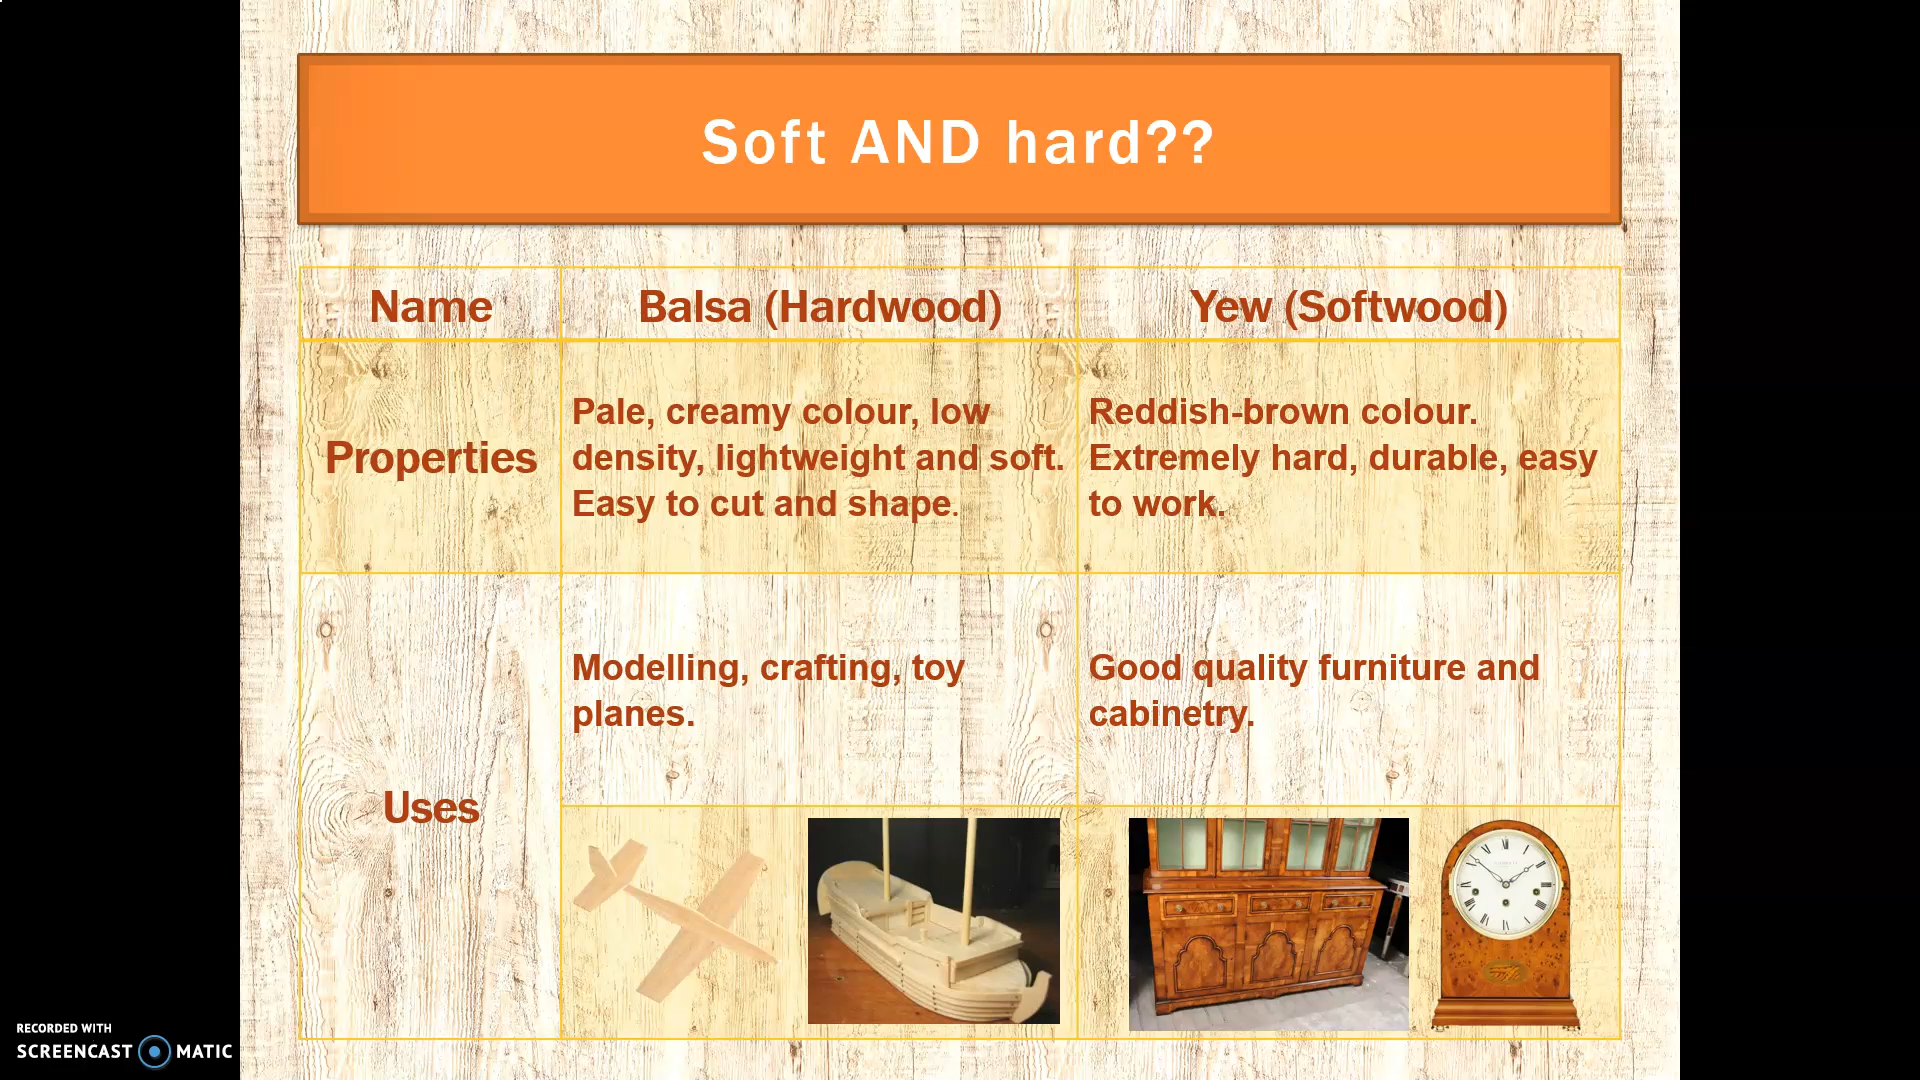 Soft AND hard??
Name
Balsa (Hardwood)
Yew (Softwood)
Properties
Pale, creamy colour, low
density, lightweight and soft.
Easy to cut and shape.
Reddish-brown colour.
Extremely hard, durable, easy
to work.
Uses
Modelling, crafting, toy
planes.
Good quality furniture and
cabinetry.
RECORDED WITH
SCREENCAST MATIC